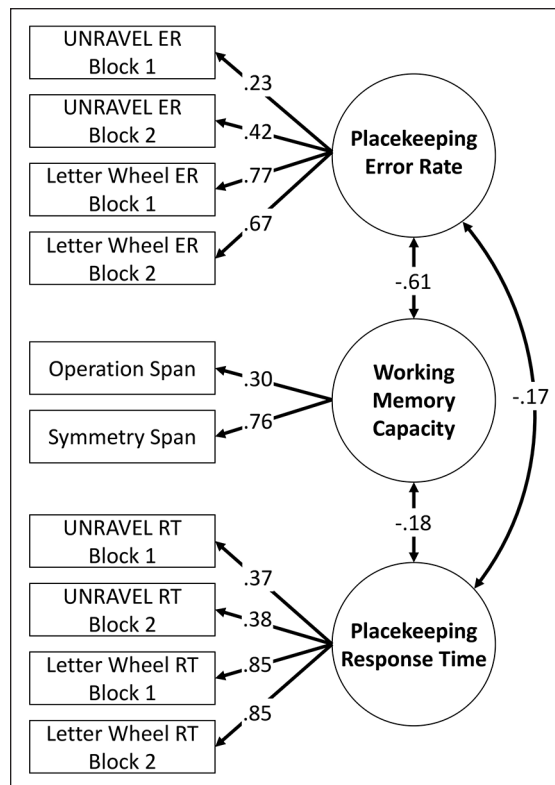 UNRAVEL ER
Block 1
UNRAVEL ER
Block 2
Letter Wheel ER
Block 1
Letter Wheel ER
Block 2
.23
.42
.77
.67
Placekeeping
Error Rate
-.61
Operation Span
Symmetry Span
.30
.76
Working
Memory
Capacity
-.17
-.18
UNRAVEL RT
Block 1
UNRAVEL RT
Block 2
Letter Wheel RT
Block 1
Letter Wheel RT
Block 2
.37
.38
.85
.85
Placekeeping
Response Time